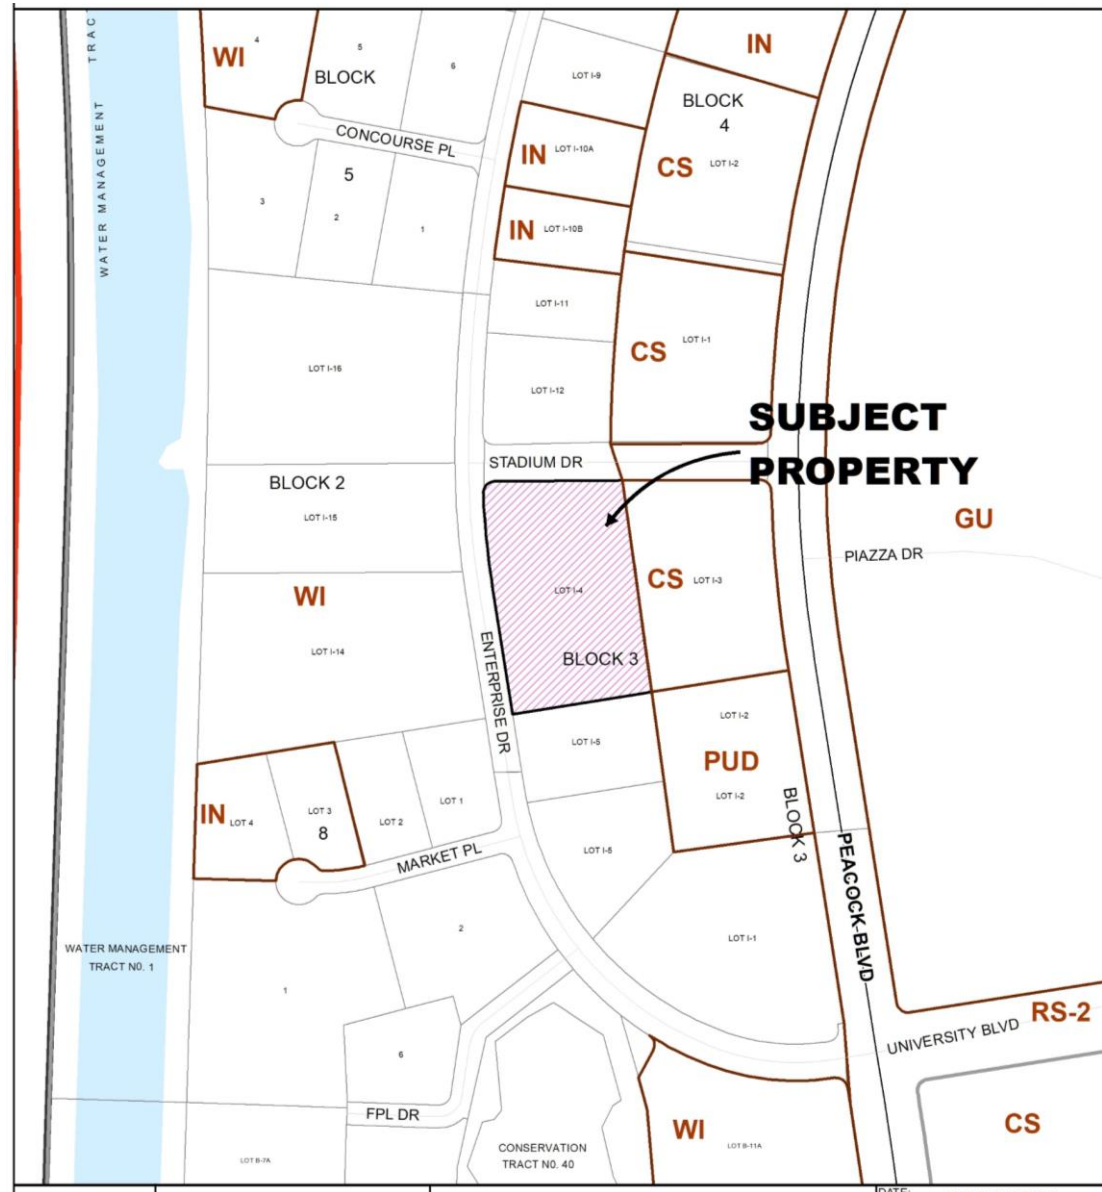 TRAC
WATER MANAGEMENT
4
WI
5
BLOCK
6
LOT I-9
IN
BLOCK
4
CONCOURSE PL
IN
LOT I-10A
CS
LOT I-2
5
3
2
1
IN
LOT I-10B
LOT I-11
CS
LOT I-1
LOT I-16
LOT I-12
SUBJECT
PROPERTY
STADIUM DR
BLOCK 2
LOT I-15
GU
PIAZZA DR
WI
LOT I-4
CS
LOT I-3
LOT I-14
BLOCK 3
ENTERPRISE DR
LOT I-2
LOT I-5
PUD
LOT I-2
BLOCK 3
IN
LOT 4
LOT 3
8
LOT 2
LOT 1
MARKET PL
LOT I-5
PEACOCK BLVD
2
LOT I-1
WATER MANAGEMENT
TRACT N0. 1
1
RS-2
UNIVERSITY BLVD
6
FPL DR
WI
LOT B-11A
CS
CONSERVATION
TRACT N0. 40
LOT B-7A
DATE: